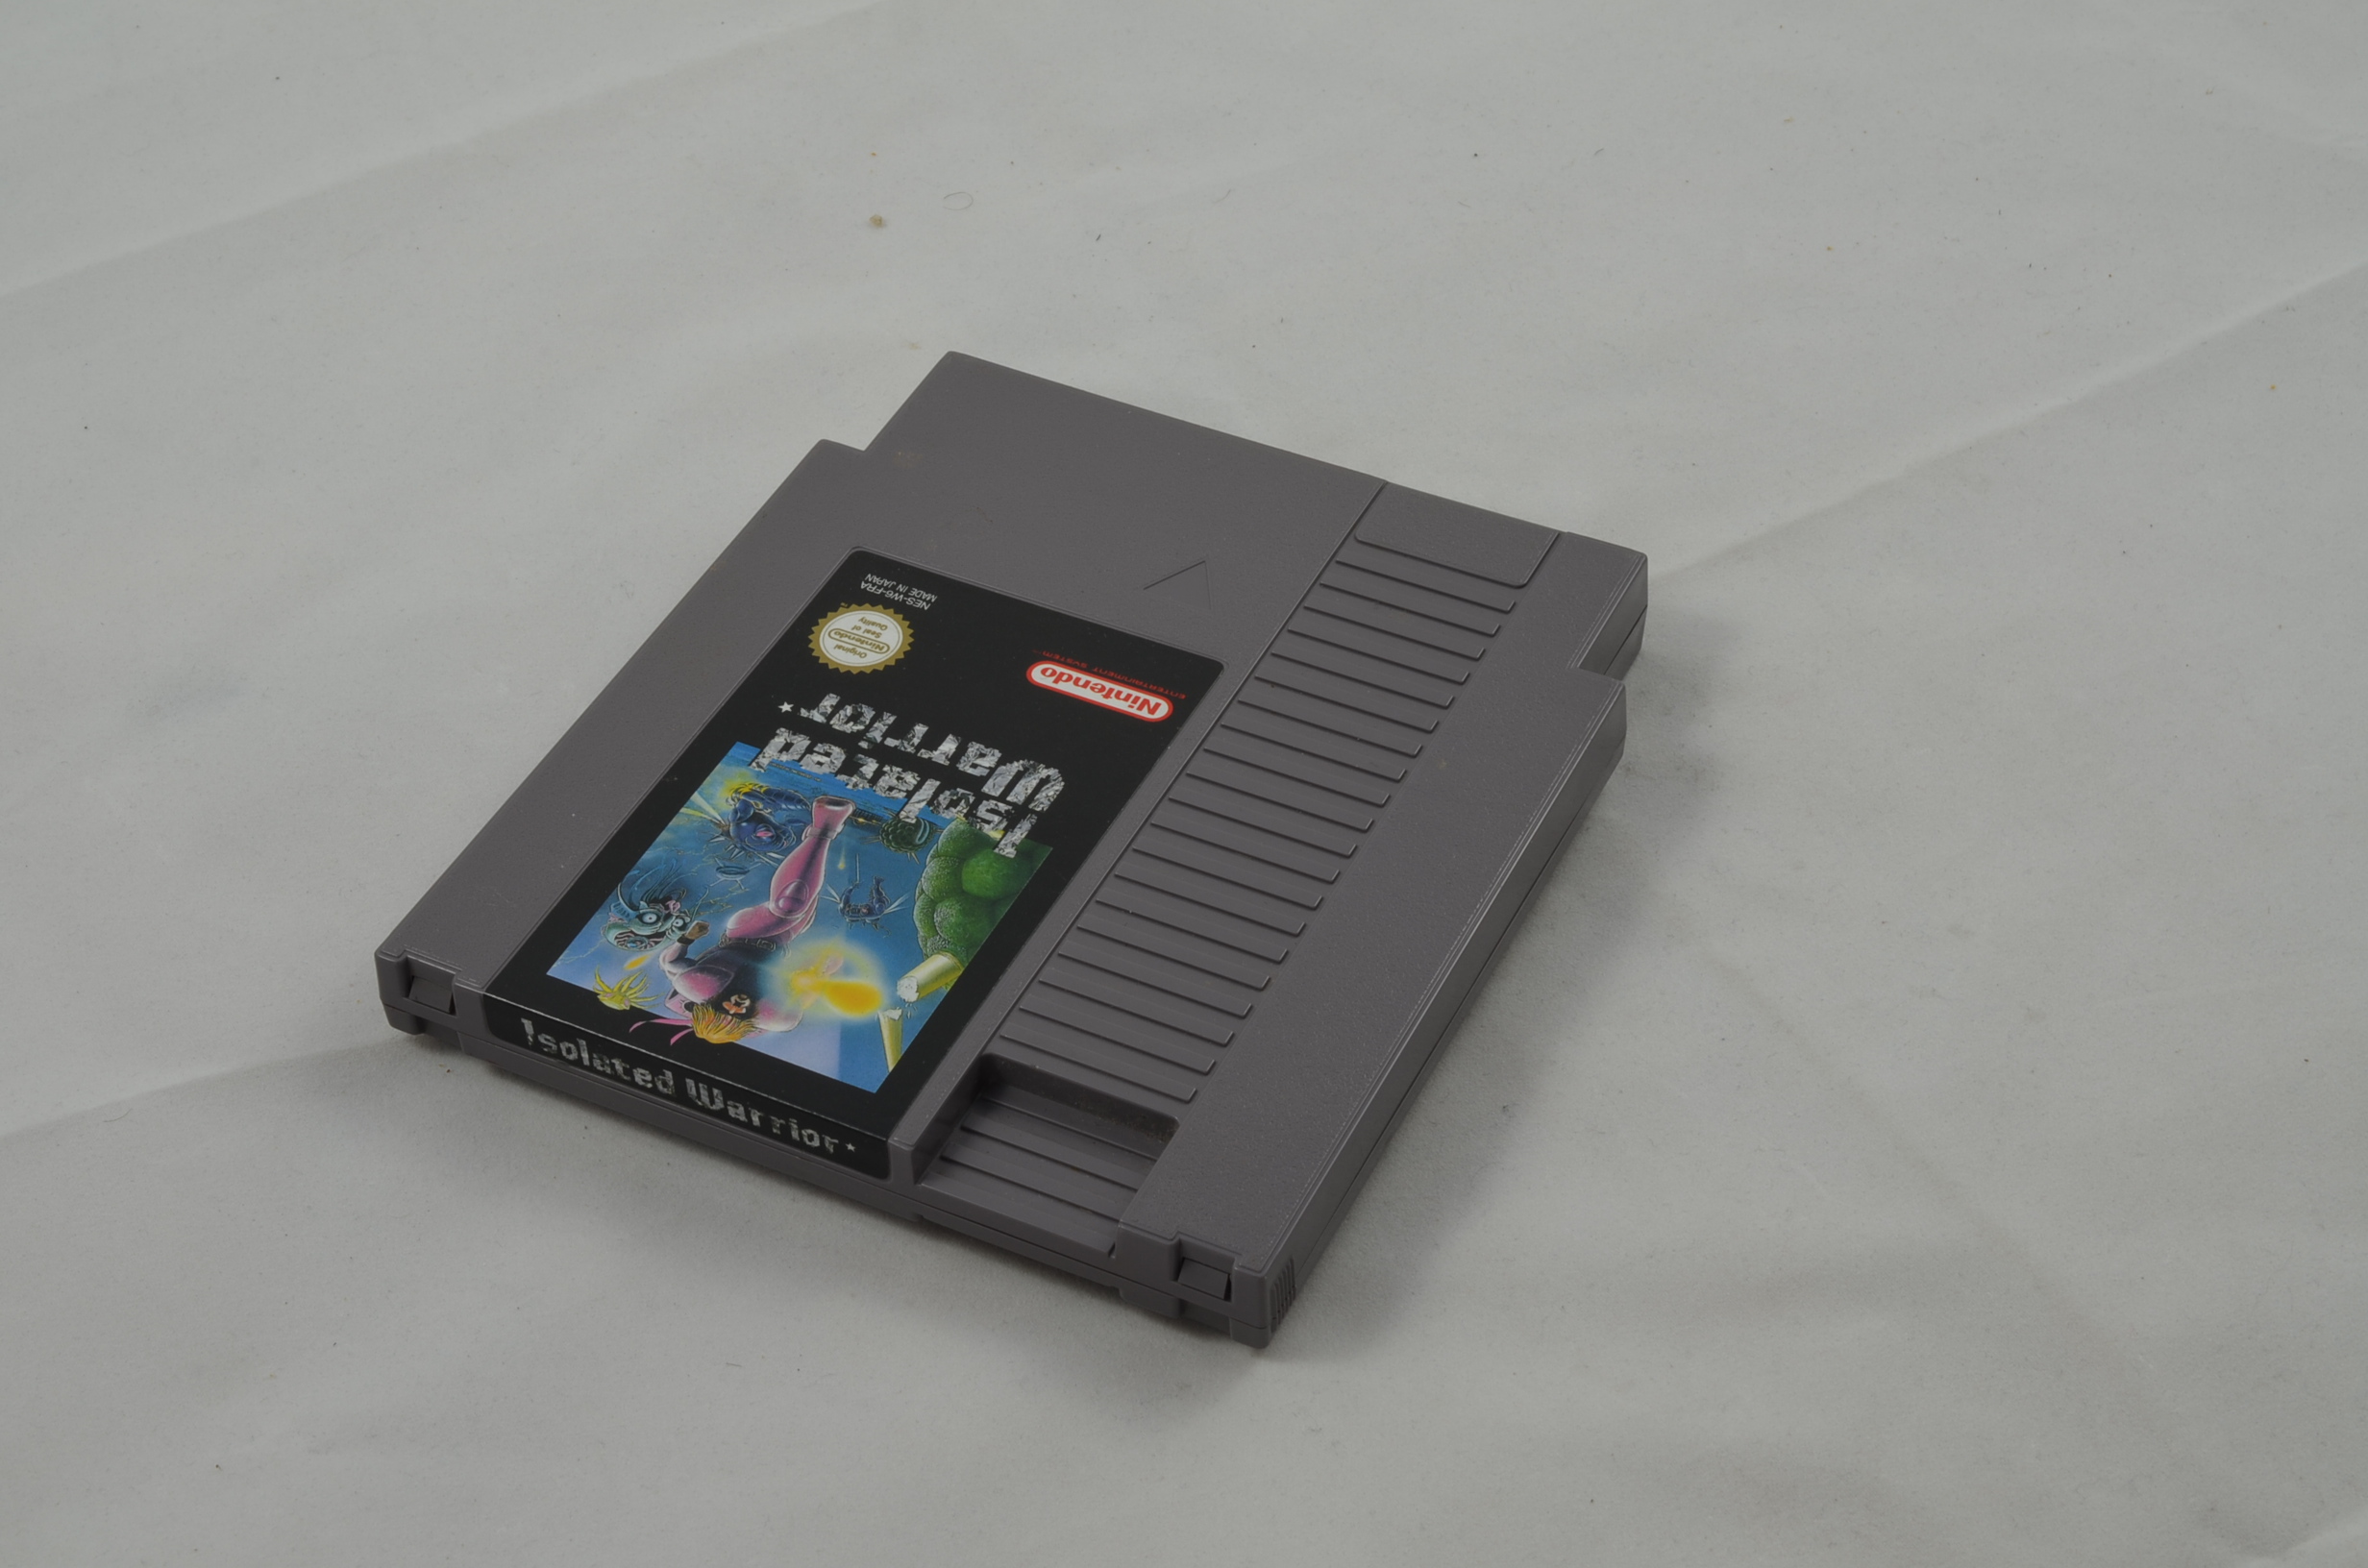 Isolated
Warrior
Nintendo
ENTERTAINMENT SYSTEM
Original
Nintendo
Seal of
Quality
NES-W6-FRA
MADE IN JAPAN
Isolated Warrior